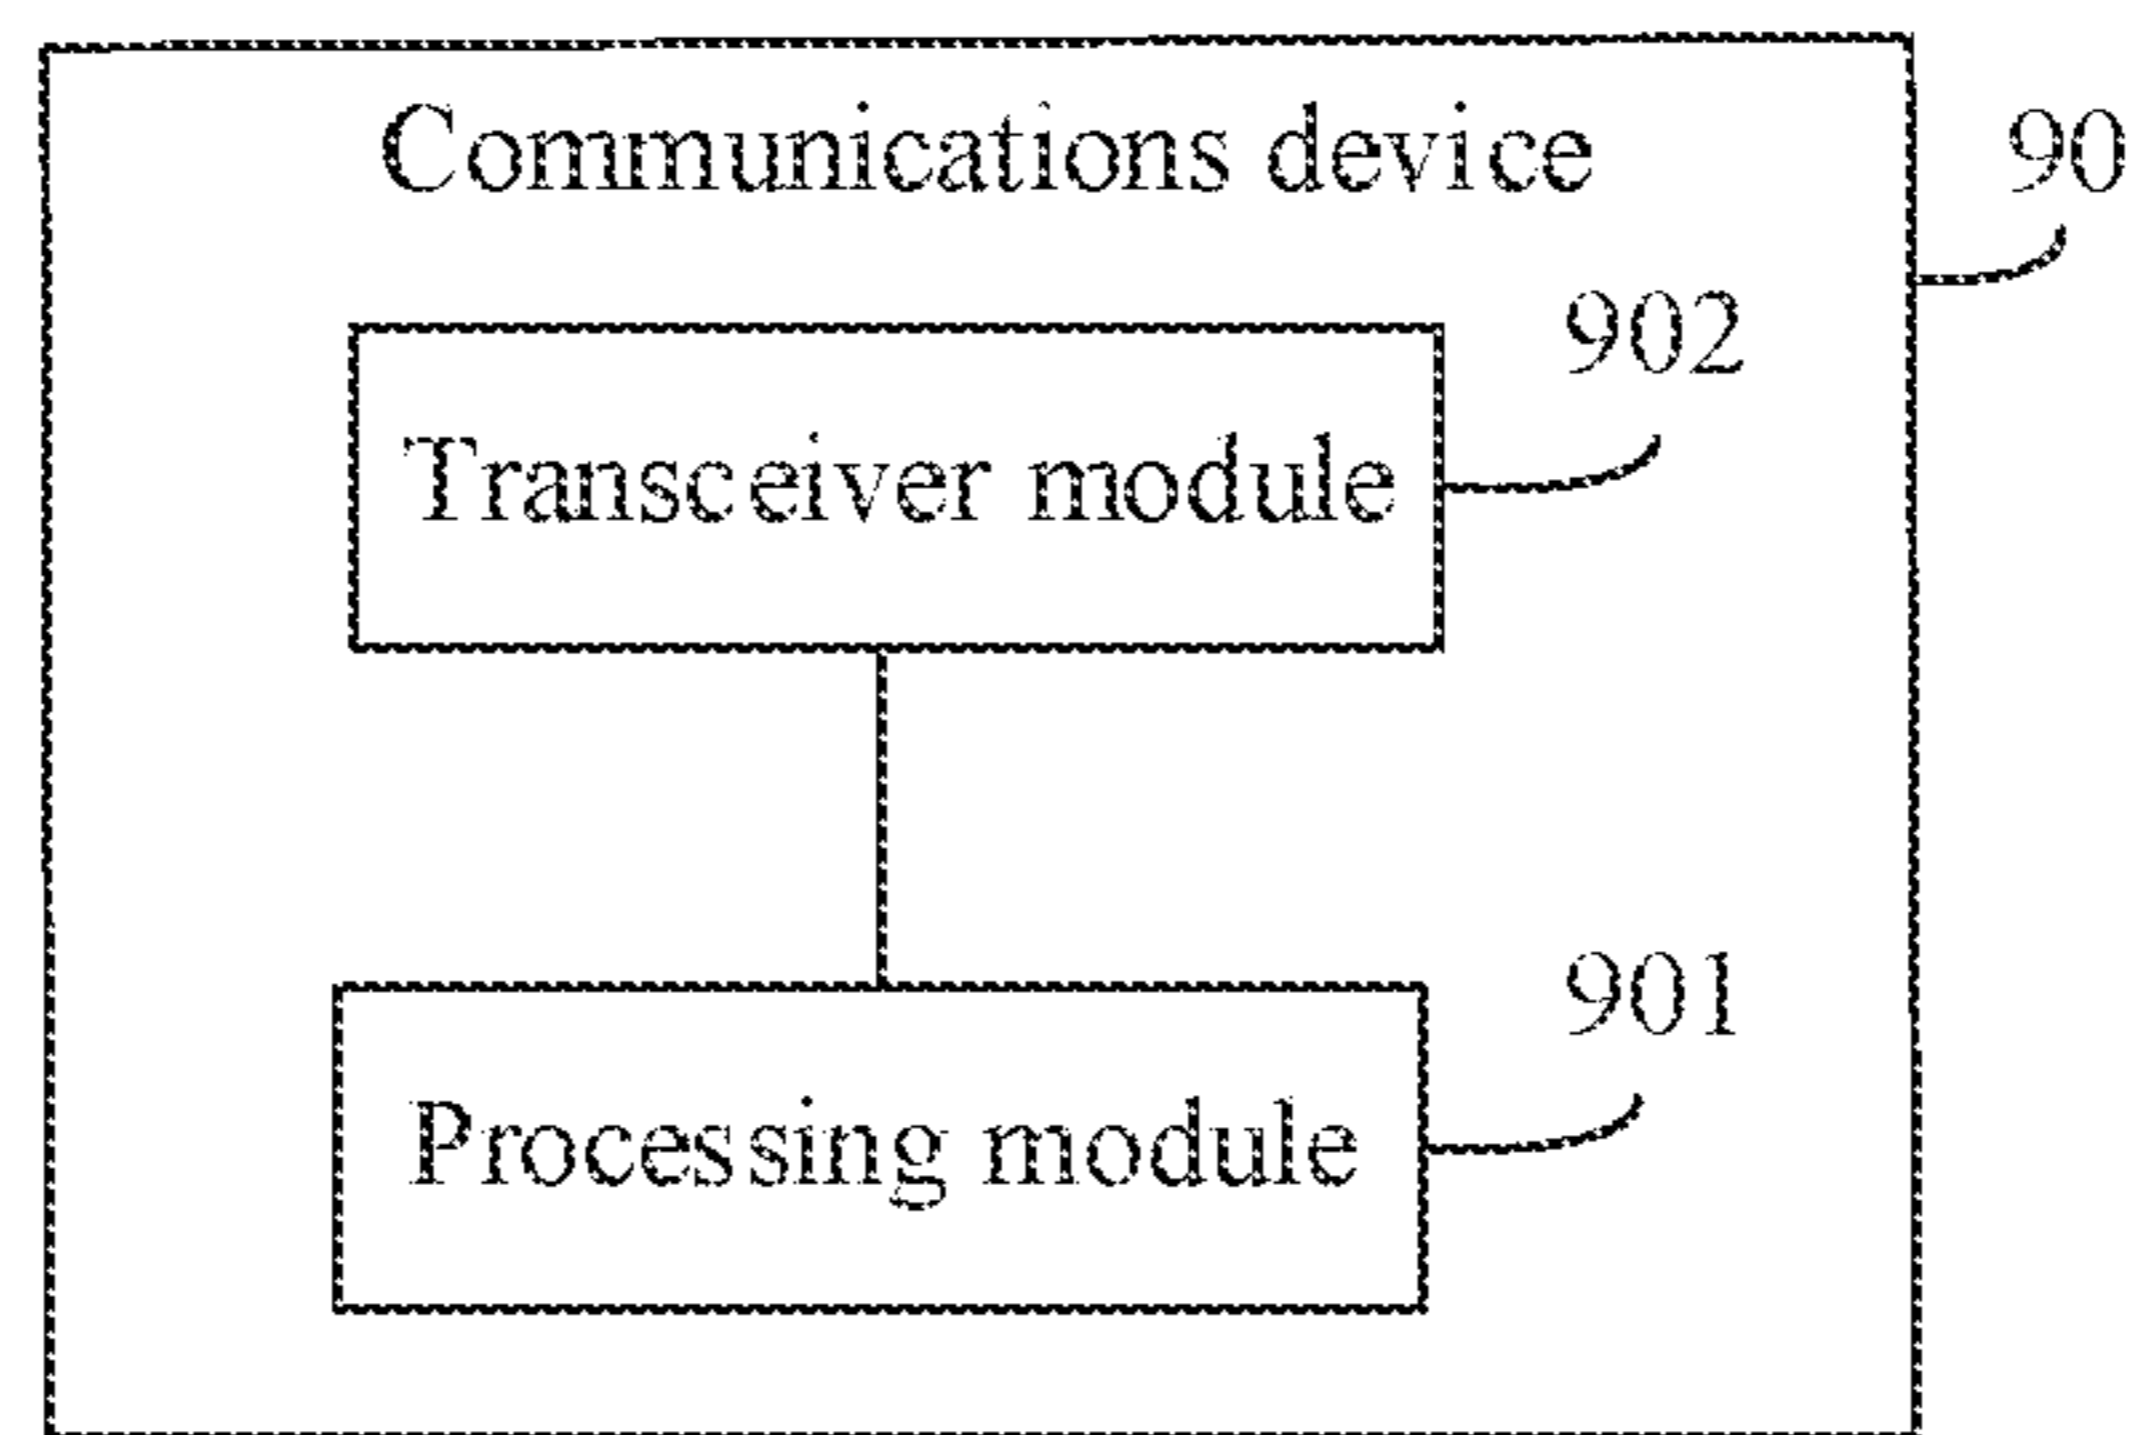 Communications device
90
902
Transceiver module
901
Processing module